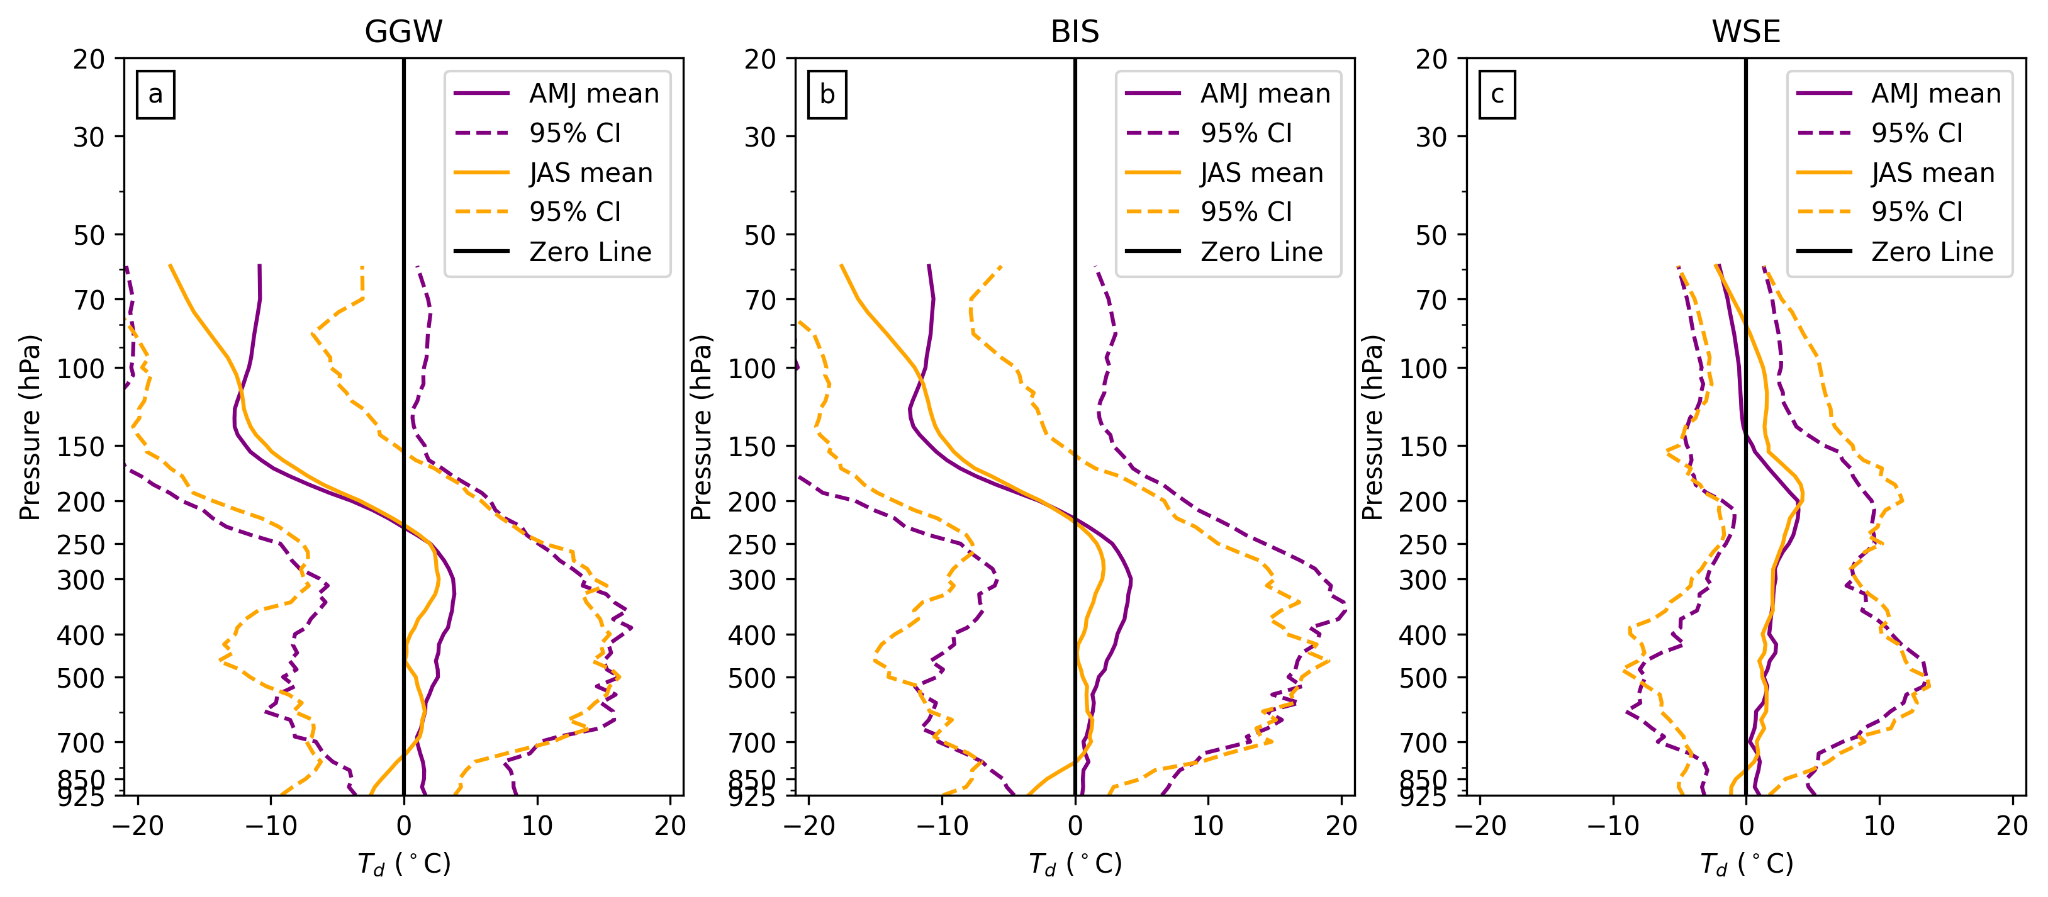 GGW
a
AMJ mean
95% CI
JAS mean
95% CI
Zero Line
20
30
50
70
100
150
200
250
300
400
500
700
850
925
Pressure (hPa)
−20 −10 0 10 20
T_d (°C)
BIS
b
AMJ mean
95% CI
JAS mean
95% CI
Zero Line
20
30
50
70
100
150
200
250
300
400
500
700
850
925
Pressure (hPa)
−20 −10 0 10 20
T_d (°C)
WSE
c
AMJ mean
95% CI
JAS mean
95% CI
Zero Line
20
30
50
70
100
150
200
250
300
400
500
700
850
925
Pressure (hPa)
−20 −10 0 10 20
T_d (°C)